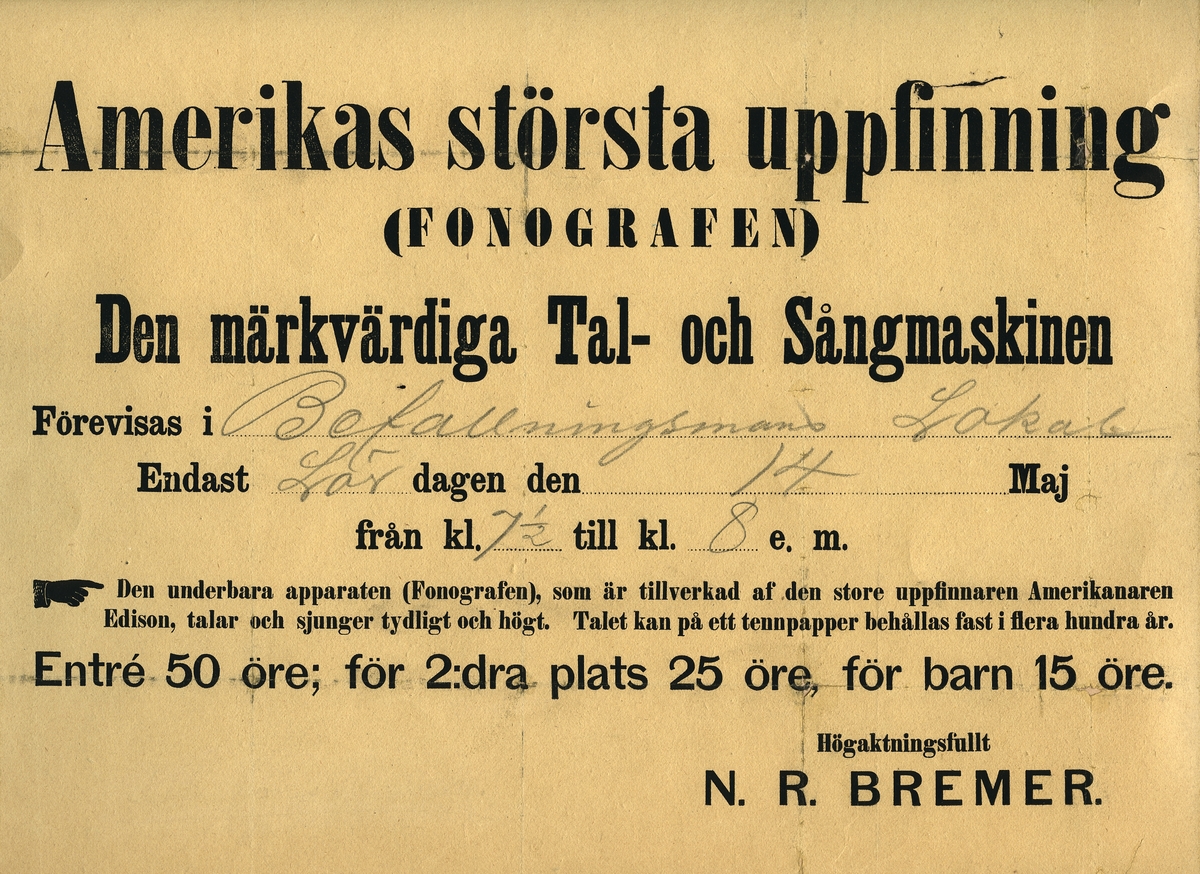 Amerikas största uppfinning
(FONOGRAFEN)
Den märkvärdiga Tal- och Sångmaskinen
Förevisas i Befallningsmans Lokal
Endast Lör dagen den 14 Maj
från kl. 7½ till kl. 8 e. m.
Den underbara apparaten (Fonografen), som är tillverkad af den store uppfinnaren Amerikanaren
Edison, talar och sjunger tydligt och högt. Talet kan på ett tennpapper behållas fast i flera hundra år.
Entré 50 öre; för 2:dra plats 25 öre, för barn 15 öre.
Högaktningsfullt
N. R. BREMER.